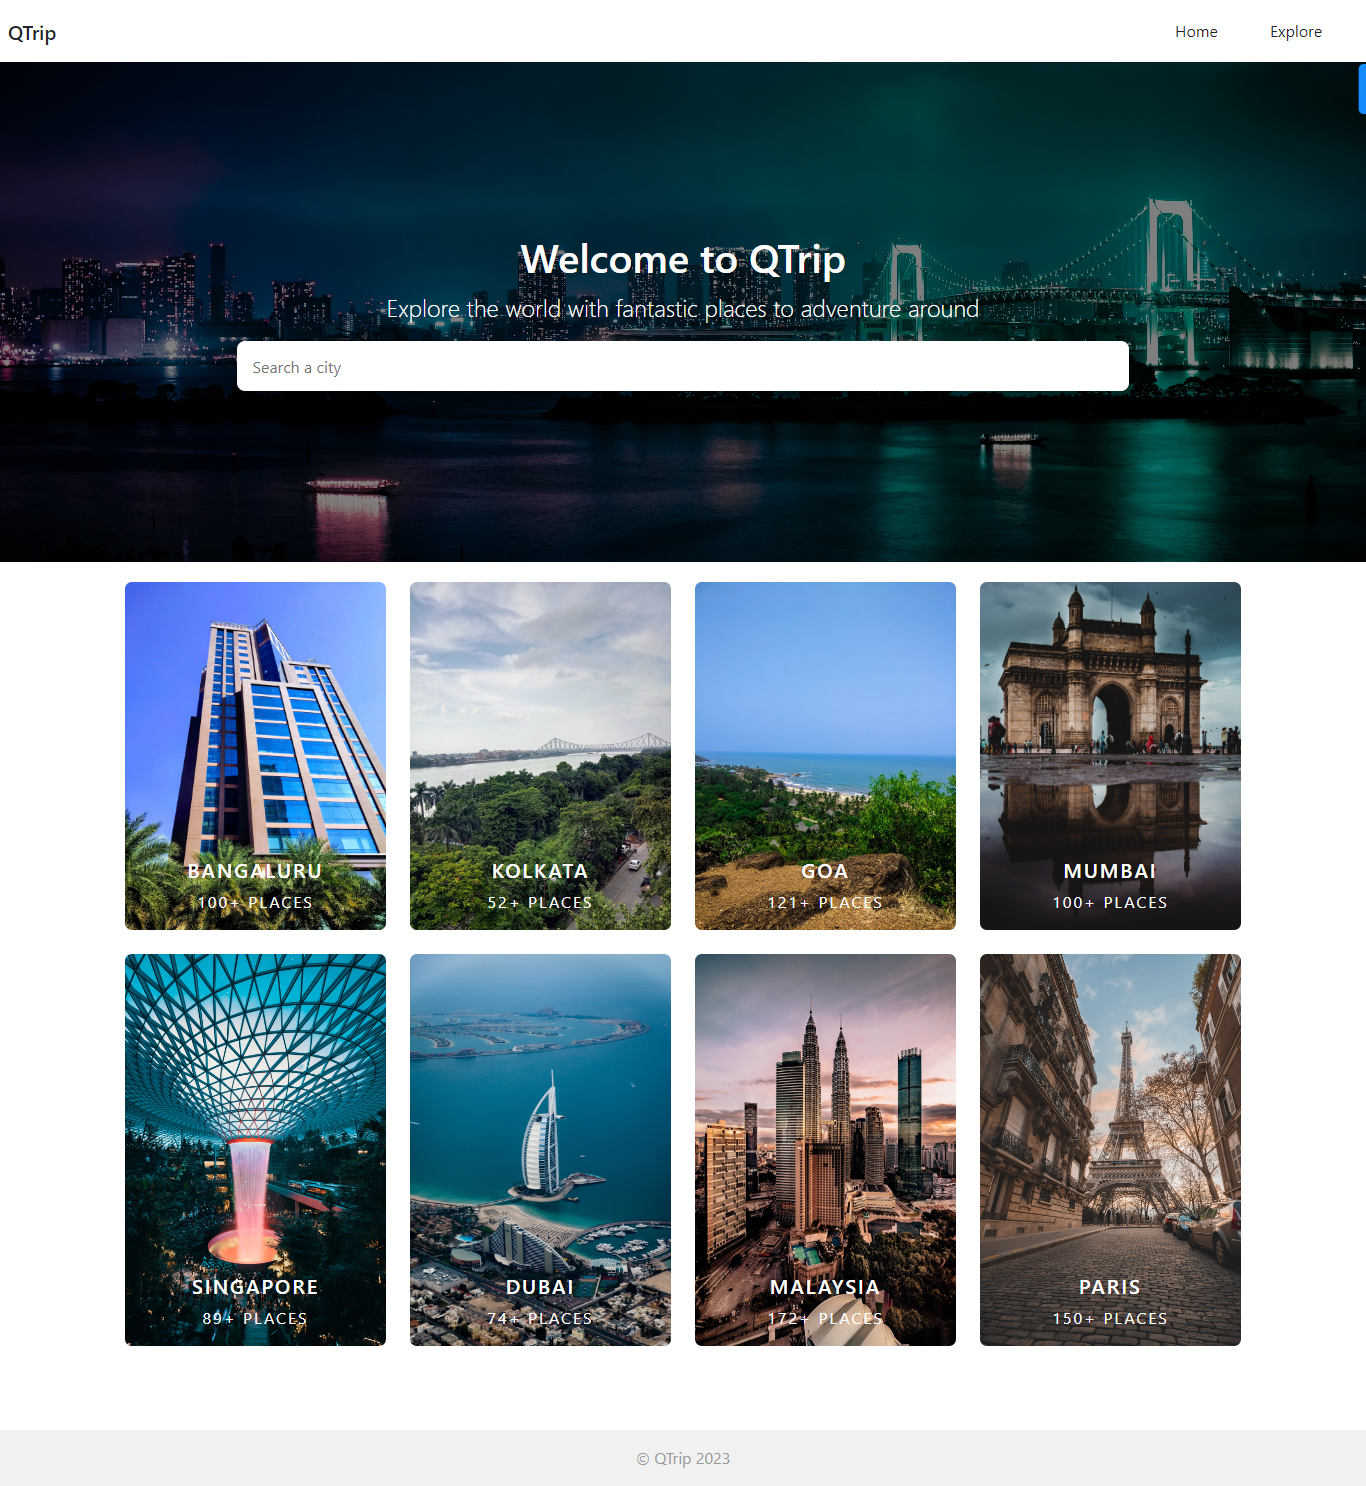 QTrip
Home
Explore
Welcome to QTrip
Explore the world with fantastic places to adventure around
Search a city
BANGALURU
100+ PLACES
KOLKATA
52+ PLACES
GOA
121+ PLACES
MUMBAI
100+ PLACES
SINGAPORE
89+ PLACES
DUBAI
74+ PLACES
MALAYSIA
172+ PLACES
PARIS
150+ PLACES
© QTrip 2023